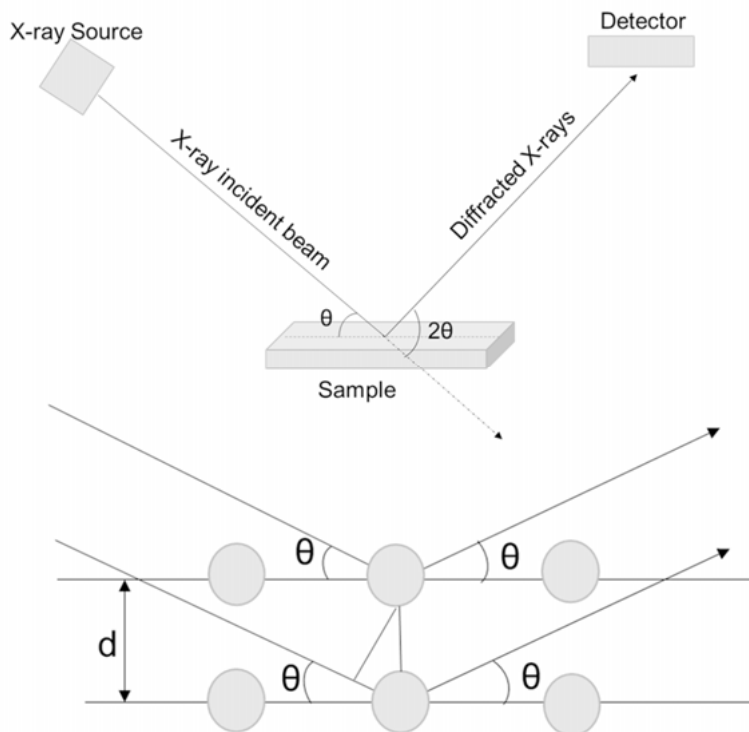 X-ray Source
Detector
X-ray incident beam
Diffracted X-rays
θ
2θ
Sample
θ
θ
d
θ
θ